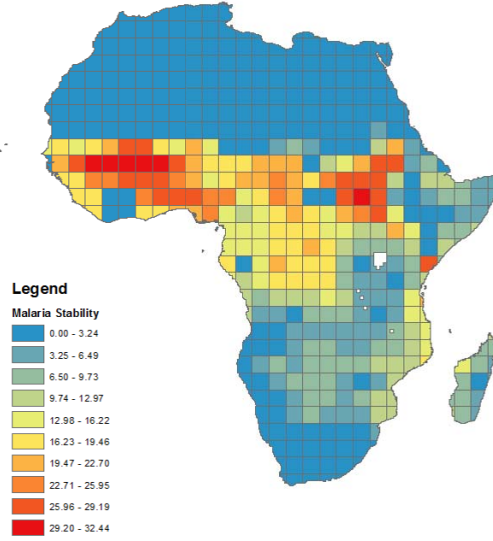 Legend
Malaria Stability
0.00 - 3.24
3.25 - 6.49
6.50 - 9.73
9.74 - 12.97
12.98 - 16.22
16.23 - 19.46
19.47 - 22.70
22.71 - 25.95
25.96 - 29.19
29.20 - 32.44